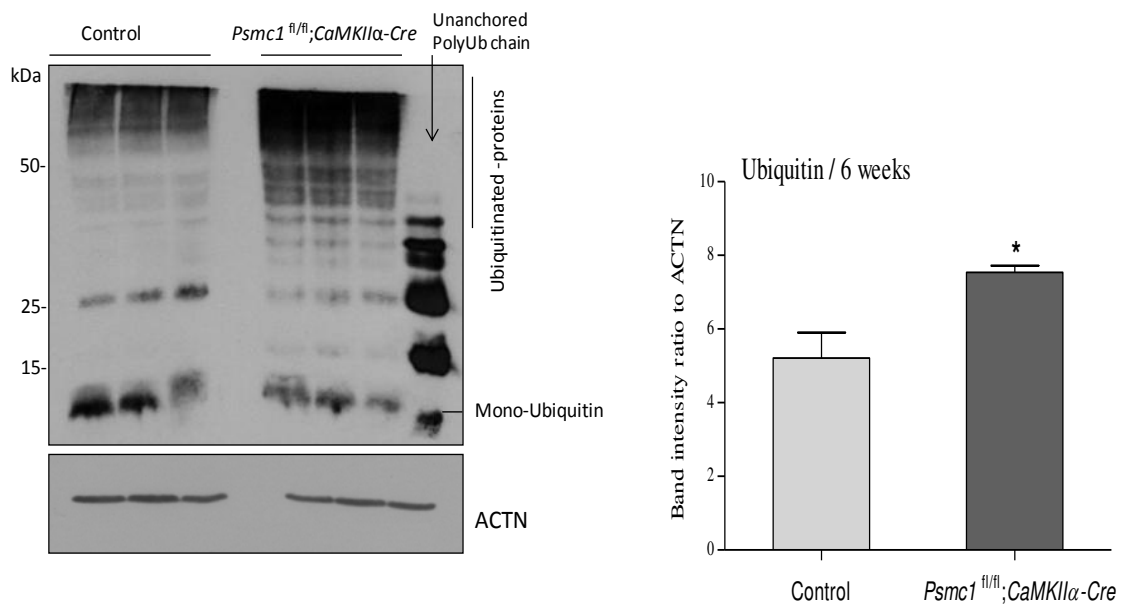 Control
Psmc1 fl/fl;CaMKIIα-Cre
Unanchored
PolyUb chain
kDa
50-
25-
15-
Ubiquitinated -proteins
Mono-Ubiquitin
ACTN
Ubiquitin / 6 weeks
Band intensity ratio to ACTN
10
8
6
4
2
0
*
Control
Psmc1 fl/fl;CaMKIIα-Cre